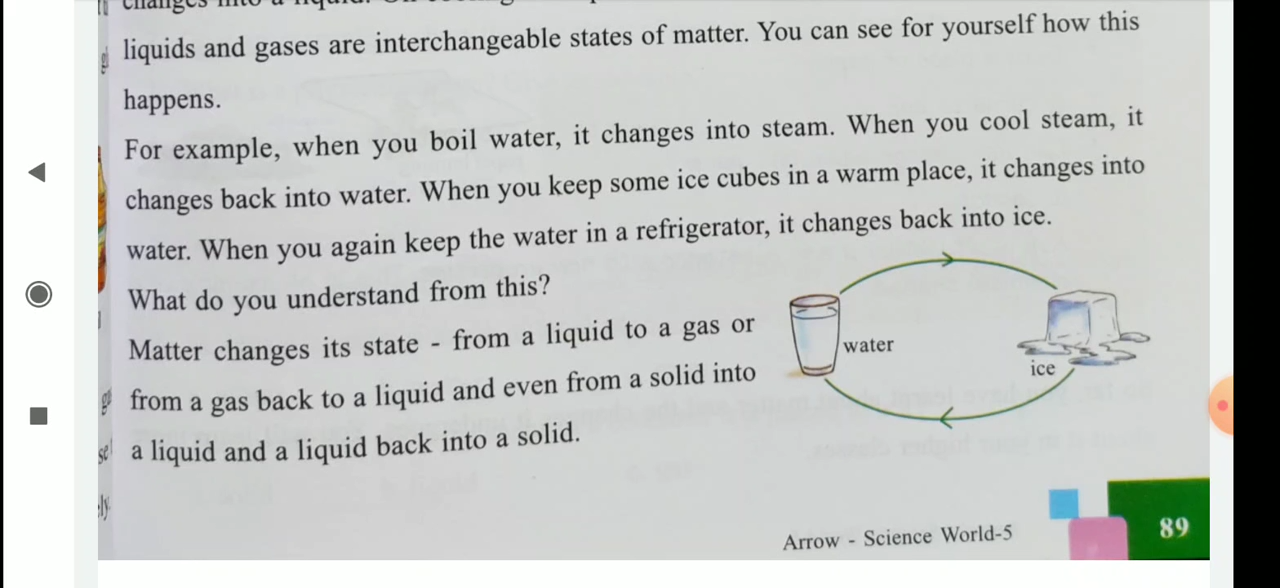 liquids and gases are interchangeable states of matter. You can see for yourself how this
happens.
For example, when you boil water, it changes into steam. When you cool steam, it
changes back into water. When you keep some ice cubes in a warm place, it changes into
water. When you again keep the water in a refrigerator, it changes back into ice.
What do you understand from this?
Matter changes its state - from a liquid to a gas or
from a gas back to a liquid and even from a solid into
a liquid and a liquid back into a solid.
water
ice
Arrow - Science World-5
89